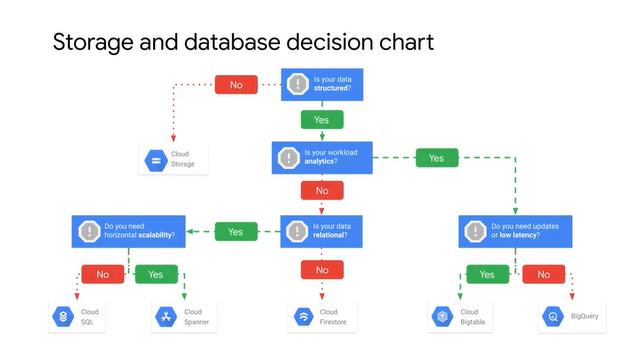 Storage and database decision chart
No
Is your data
structured?
Yes
Cloud
Storage
Is your workload
analytics?
Yes
No
Do you need
horizontal scalability?
Yes
Is your data
relational?
Do you need updates
or low latency?
No
Yes
No
Yes
No
Cloud
SQL
Cloud
Spanner
Cloud
Firestore
Cloud
Bigtable
BigQuery